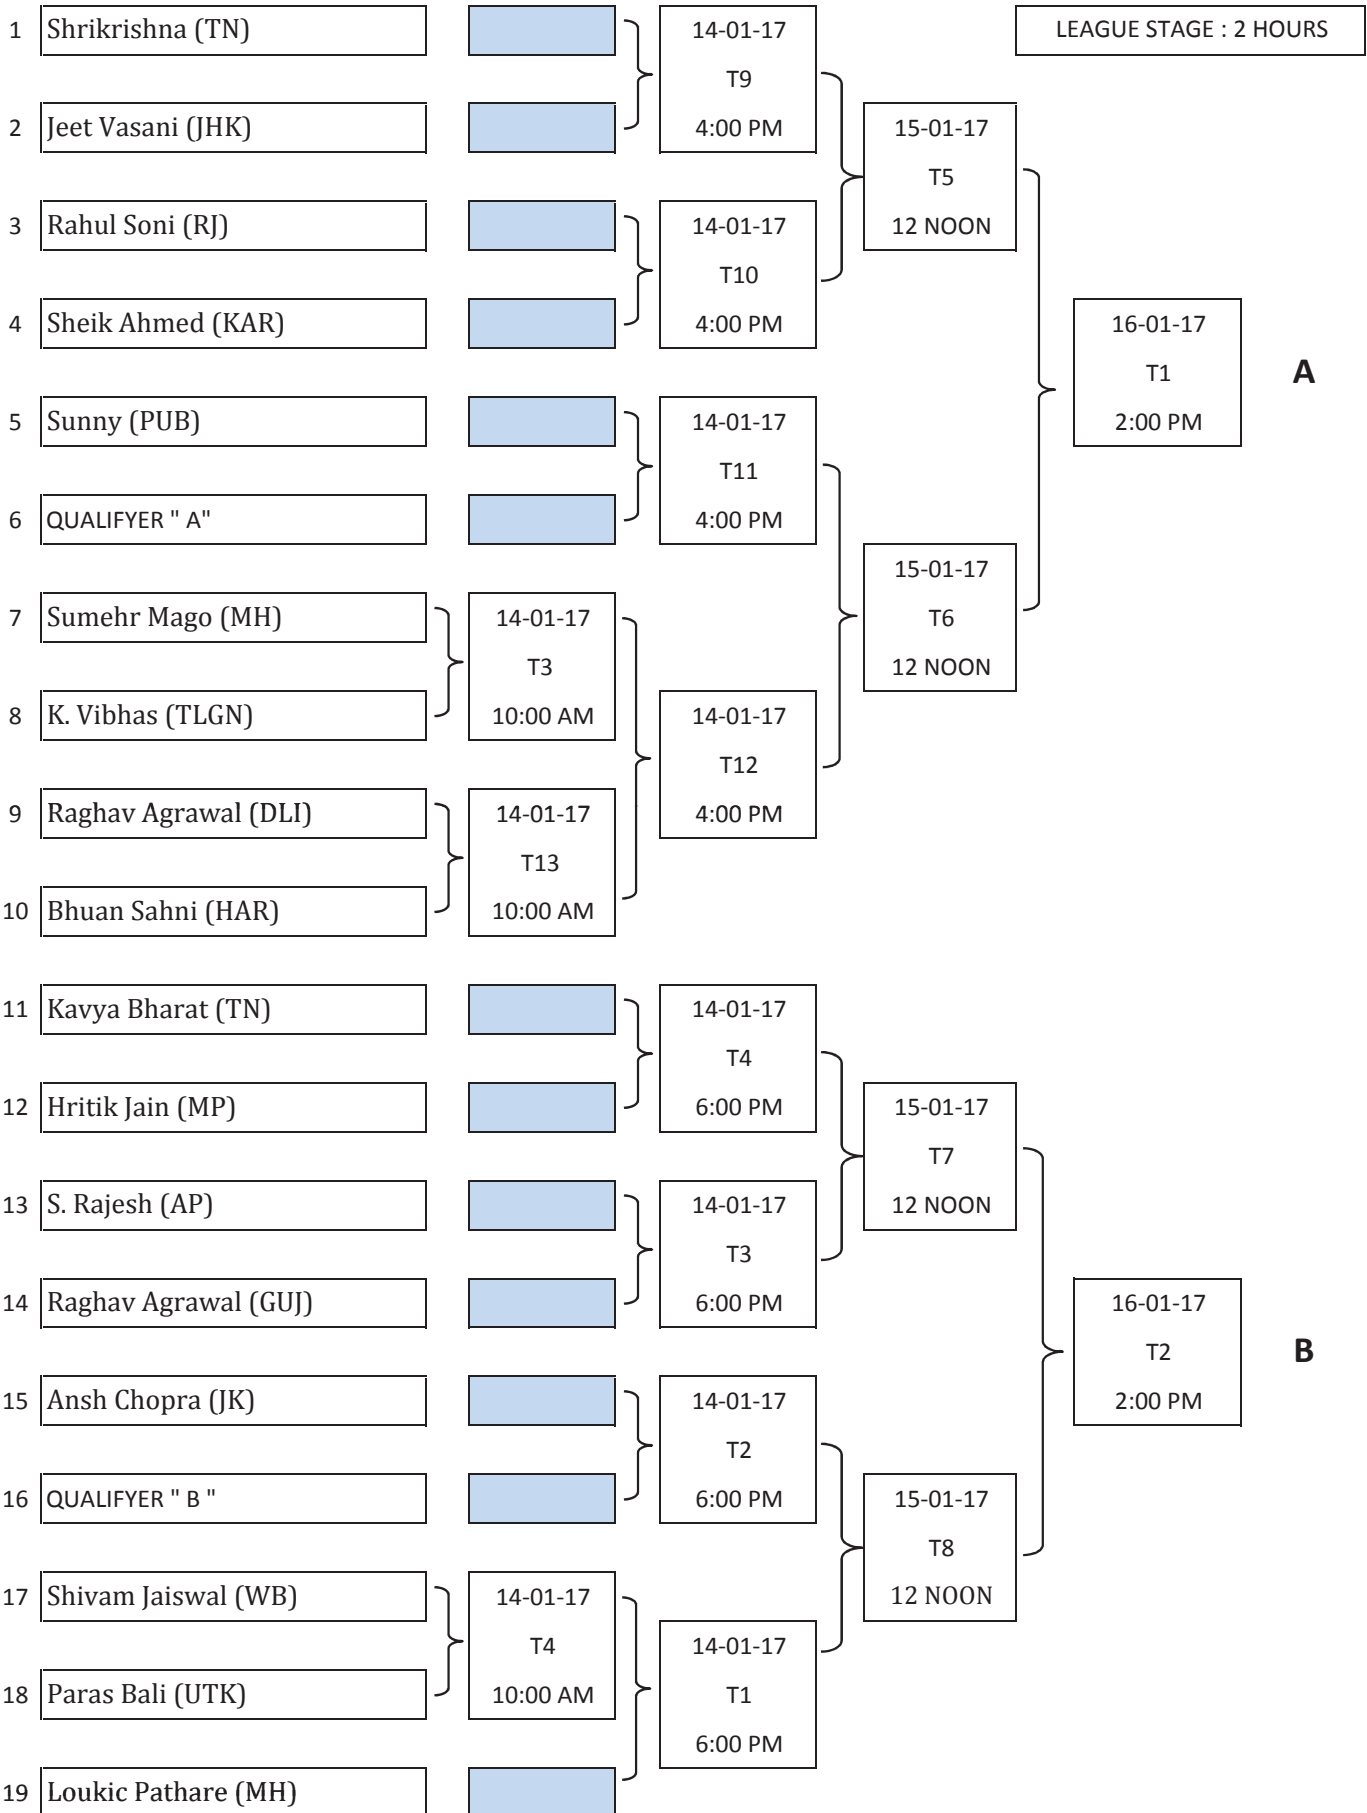 1 Shrikrishna (TN) 14-01-17 LEAGUE STAGE : 2 HOURS
T9
2 Jeet Vasani (JHK) 4:00 PM 15-01-17
T5
3 Rahul Soni (RJ) 14-01-17 12 NOON
T10
4 Sheik Ahmed (KAR) 4:00 PM 16-01-17
T1 A
5 Sunny (PUB) 14-01-17 2:00 PM
T11
6 QUALIFYER " A" 4:00 PM
15-01-17
7 Sumehr Mago (MH) 14-01-17 T6
T3 12 NOON
8 K. Vibhas (TLGN) 10:00 AM 14-01-17
T12
9 Raghav Agrawal (DLI) 14-01-17 4:00 PM
T13
10 Bhuan Sahni (HAR) 10:00 AM
11 Kavya Bharat (TN) 14-01-17
T4
12 Hritik Jain (MP) 6:00 PM 15-01-17
T7
13 S. Rajesh (AP) 14-01-17 12 NOON
T3
14 Raghav Agrawal (GUJ) 6:00 PM 16-01-17
T2 B
15 Ansh Chopra (JK) 14-01-17 2:00 PM
T2
16 QUALIFYER " B " 6:00 PM 15-01-17
T8
17 Shivam Jaiswal (WB) 14-01-17 12 NOON
T4 14-01-17
18 Paras Bali (UTK) 10:00 AM T1
6:00 PM
19 Loukic Pathare (MH)